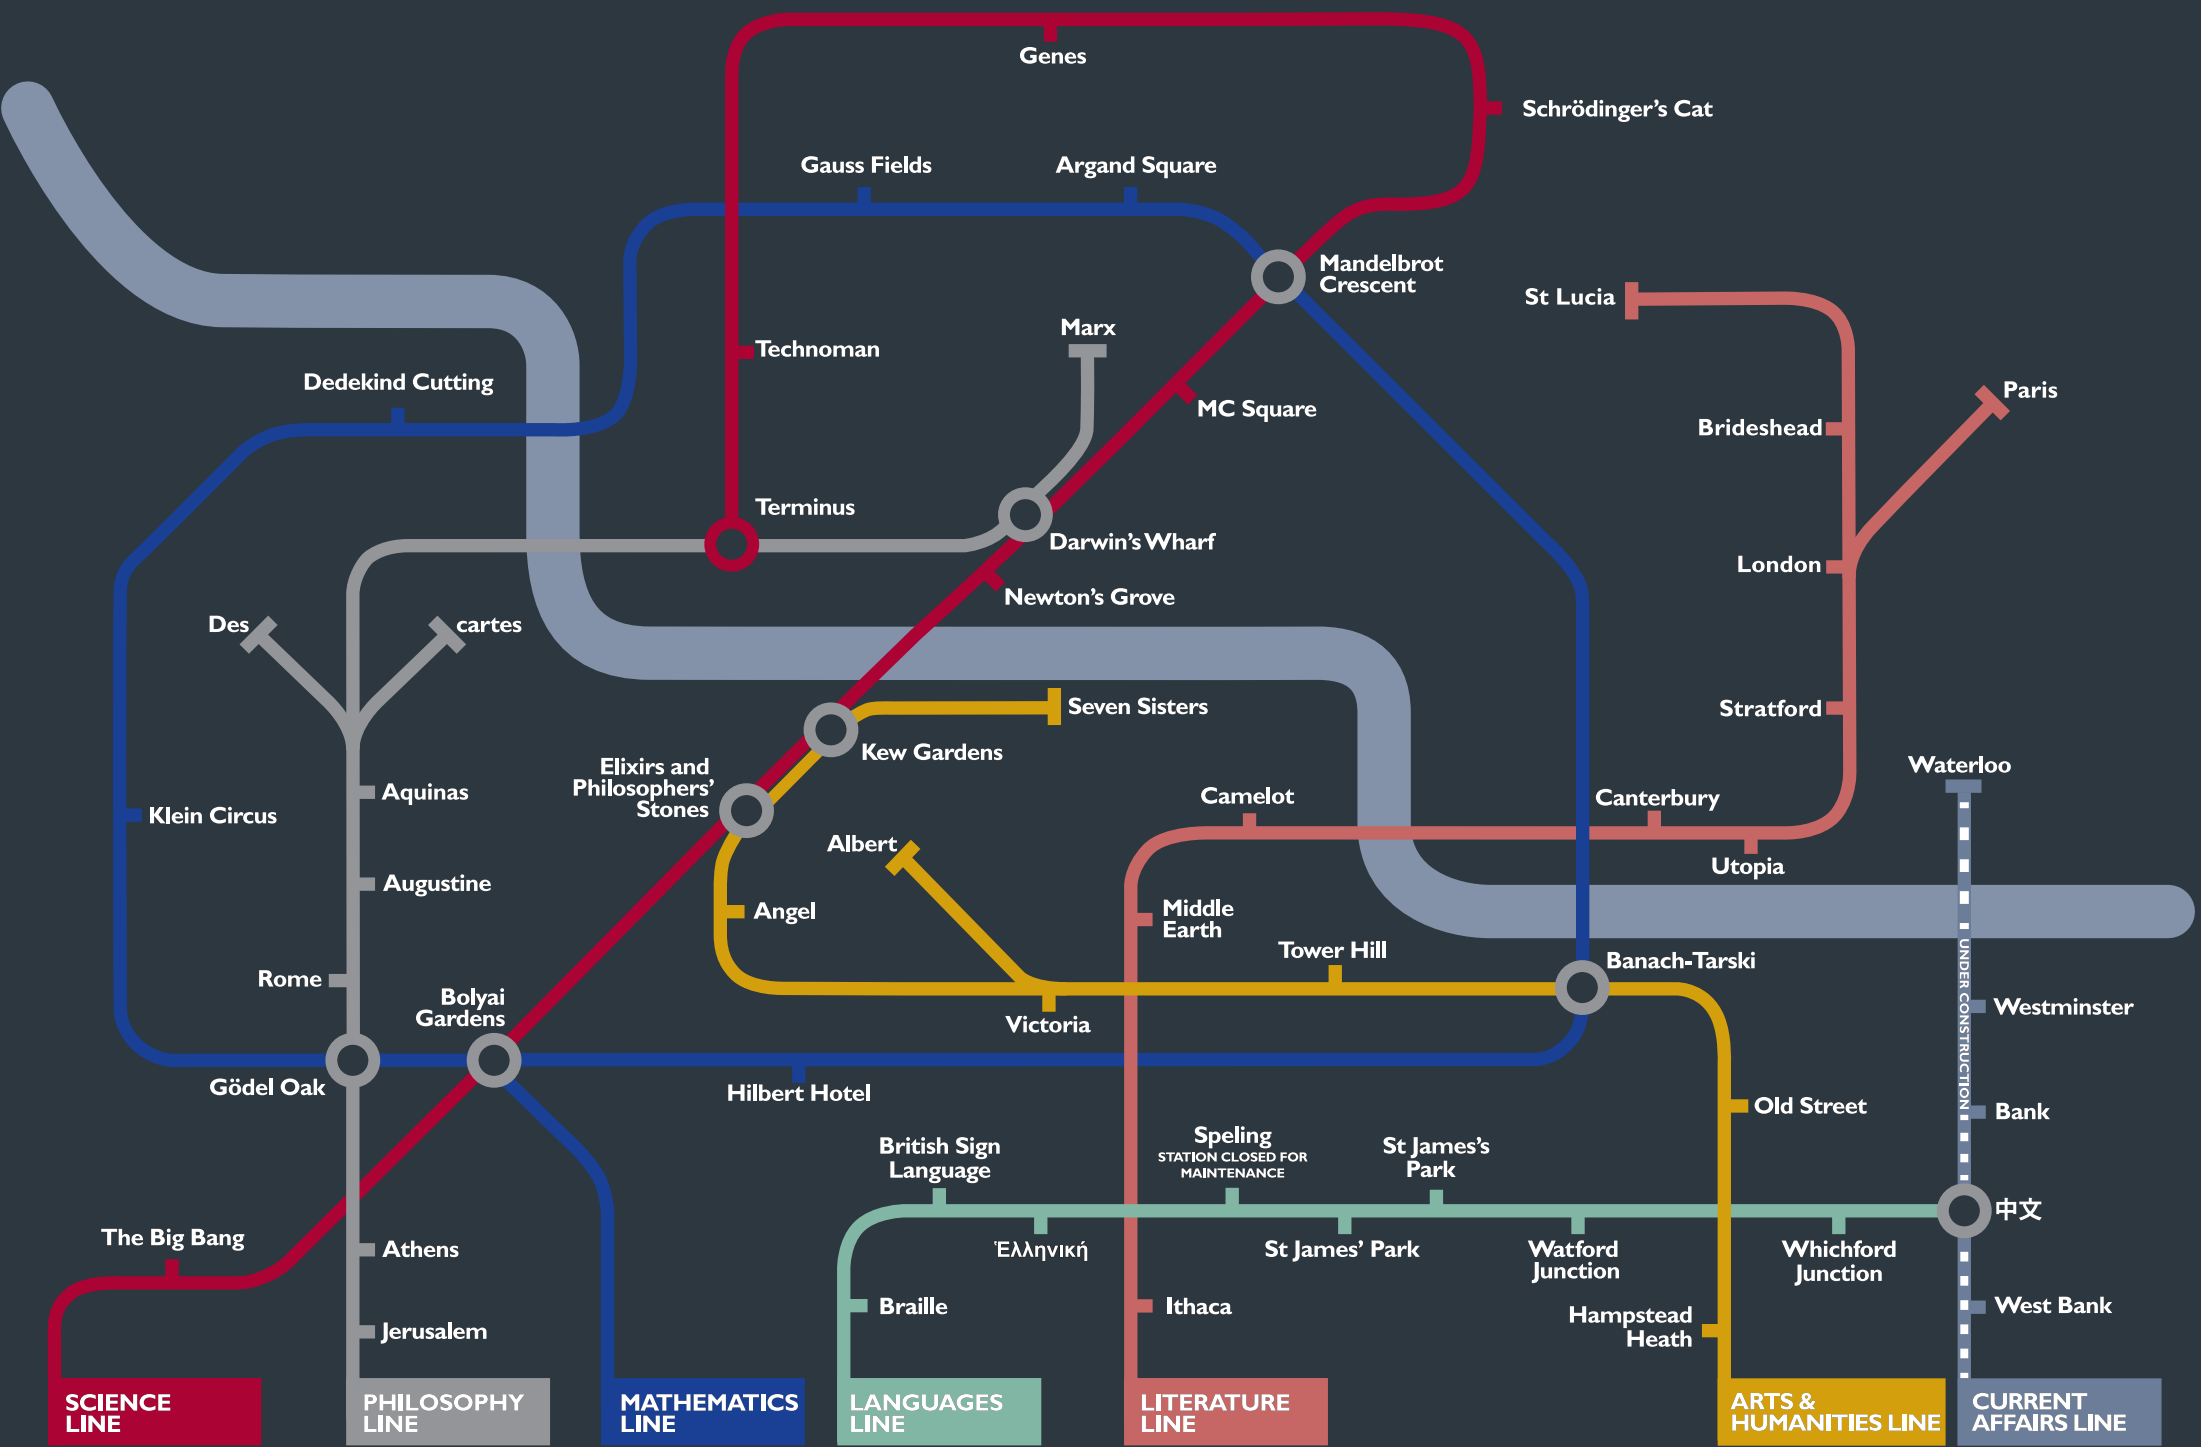 Genes
Schrödinger's Cat
Gauss Fields
Argand Square
Mandelbrot
Crescent
St Lucia
Marx
Technoman
Dedekind Cutting
MC Square
Paris
Brideshead
Terminus
Darwin's Wharf
London
Newton's Grove
Des
cartes
Seven Sisters
Stratford
Kew Gardens
Elixirs and
Philosophers'
Stones
Waterloo
Aquinas
Camelot
Canterbury
Klein Circus
Albert
Utopia
Augustine
Angel
Middle
Earth
Tower Hill
Banach-Tarski
Rome
Bolyai
Gardens
Victoria
UNDER CONSTRUCTION
Westminster
Gödel Oak
Hilbert Hotel
Old Street
Bank
British Sign
Language
Speling
STATION CLOSED FOR
MAINTENANCE
St James's
Park
中文
The Big Bang
Athens
Ἑλληνική
St James' Park
Watford
Junction
Whichford
Junction
Braille
Ithaca
Hampstead
Heath
West Bank
Jerusalem
SCIENCE
LINE
PHILOSOPHY
LINE
MATHEMATICS
LINE
LANGUAGES
LINE
LITERATURE
LINE
ARTS &
HUMANITIES LINE
CURRENT
AFFAIRS LINE